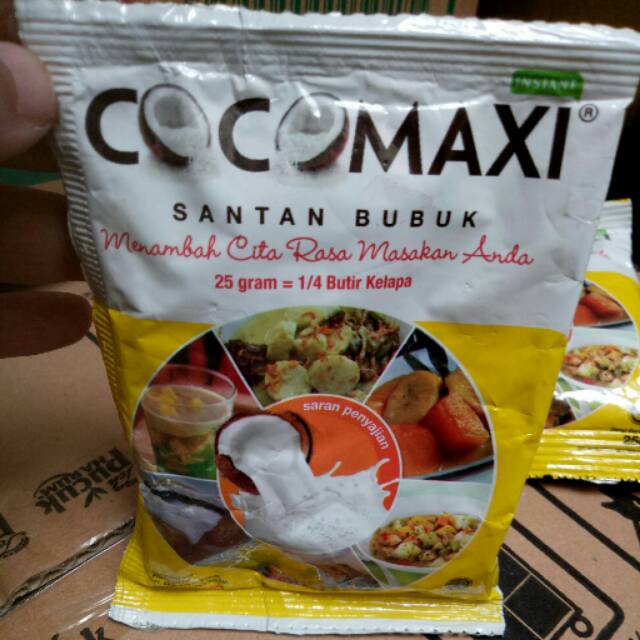 INSTANT
COCOMAXI®
SANTAN BUBUK
Menambah Cita Rasa Masakan Anda
25 gram = 1/4 Butir Kelapa
saran penyajian